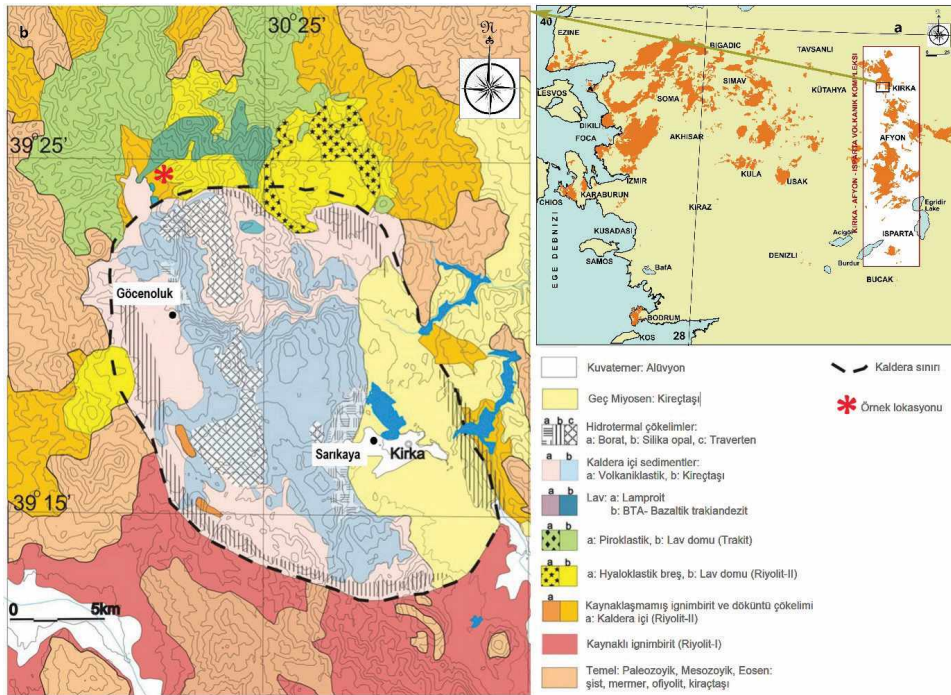 b
30°25'
39°25'
Göcenoluk
Sarıkaya
Kirka
39°15'
0 5km
a
40
EZINE
BIGADIC
TAVSANLI
LESVOS
SOMA
SIMAV
KÜTAHYA
KIRKA
DIKILI
FOCA
AKHISAR
AFYON
KULA
USAK
IZMIR
CHIOS
KARABURUN
KIRAZ
Egridir
Lake
KUSADASI
ISPARTA
SAMOS
DENIZLI
Acigöl
BafA
Burdur
BUCAK
BODRUM
KOS
28
EGE DEBNIZI
KIRKA - AFYON - ISPARTA VOLKANIK KOMPLEKSI
Kuvaterner: Alüvyon
Geç Miyosen: Kireçtaşı
a b c
Hidrotermal çökelimler:
a: Borat, b: Silika opal, c: Traverten
a b
Kaldera içi sedimentler:
a: Volkaniklastik, b: Kireçtaşı
a b
Lav: a: Lamproit
b: BTA- Bazaltik trakiandezit
a b
a: Piroklastik, b: Lav domu (Trakit)
a b
a: Hyaloklastik breş, b: Lav domu (Riyolit-II)
a b
Kaynaklaşmamış ignimbirit ve döküntü çökelimi
a: Kaldera içi (Riyolit-II)
Kaynaklı ignimbirit (Riyolit-I)
Temel: Paleozoyik, Mesozoyik, Eosen:
şist, mermer, ofiyolit, kiraçtaşı
Kaldera sınırı
Örnek lokasyonu